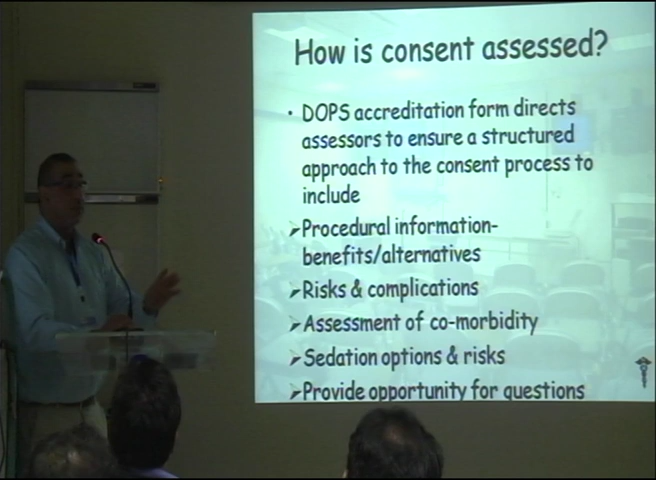 How is consent assessed?
· DOPS accreditation form directs
assessors to ensure a structured
approach to the consent process to
include
➢Procedural information-
benefits/alternatives
➢Risks & complications
➢Assessment of co-morbidity
➢Sedation options & risks
➢Provide opportunity for questions